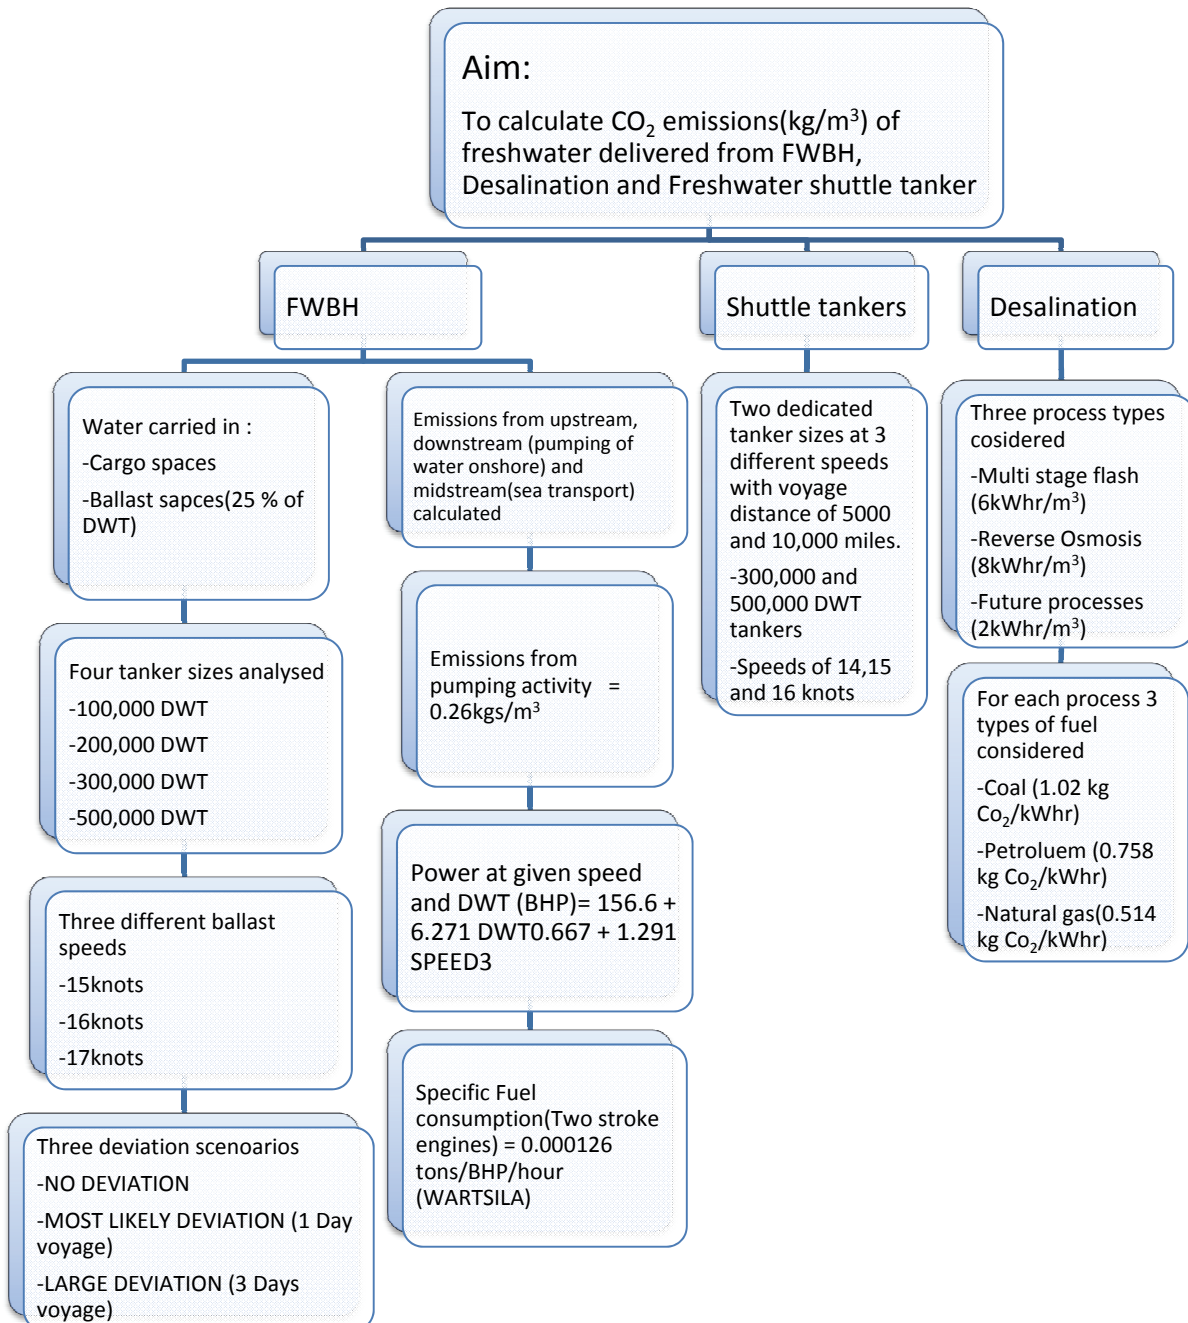 Aim:
To calculate CO₂ emissions(kg/m³) of
freshwater delivered from FWBH,
Desalination and Freshwater shuttle tanker
FWBH
Water carried in :
-Cargo spaces
-Ballast sapces(25 % of
DWT)
Four tanker sizes analysed
-100,000 DWT
-200,000 DWT
-300,000 DWT
-500,000 DWT
Three different ballast
speeds
-15knots
-16knots
-17knots
Three deviation scenoarios
-NO DEVIATION
-MOST LIKELY DEVIATION (1 Day
voyage)
-LARGE DEVIATION (3 Days
voyage)
Emissions from upstream,
downstream (pumping of
water onshore) and
midstream(sea transport)
calculated
Emissions from
pumping activity =
0.26kgs/m³
Power at given speed
and DWT (BHP)= 156.6 +
6.271 DWT0.667 + 1.291
SPEED3
Specific Fuel
consumption(Two stroke
engines) = 0.000126
tons/BHP/hour
(WARTSILA)
Shuttle tankers
Two dedicated
tanker sizes at 3
different speeds
with voyage
distance of 5000
and 10,000 miles.
-300,000 and
500,000 DWT
tankers
-Speeds of 14,15
and 16 knots
Desalination
Three process types
cosidered
-Multi stage flash
(6kWhr/m³)
-Reverse Osmosis
(8kWhr/m³)
-Future processes
(2kWhr/m³)
For each process 3
types of fuel
considered
-Coal (1.02 kg
Co₂/kWhr)
-Petroluem (0.758
kg Co₂/kWhr)
-Natural gas(0.514
kg Co₂/kWhr)